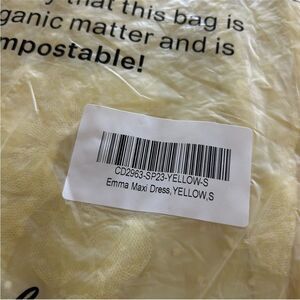 that this bag is
ganic matter and is
mpostable!
CD2963-SP23-YELLOW-S
Emma Maxi Dress,YELLOW,S